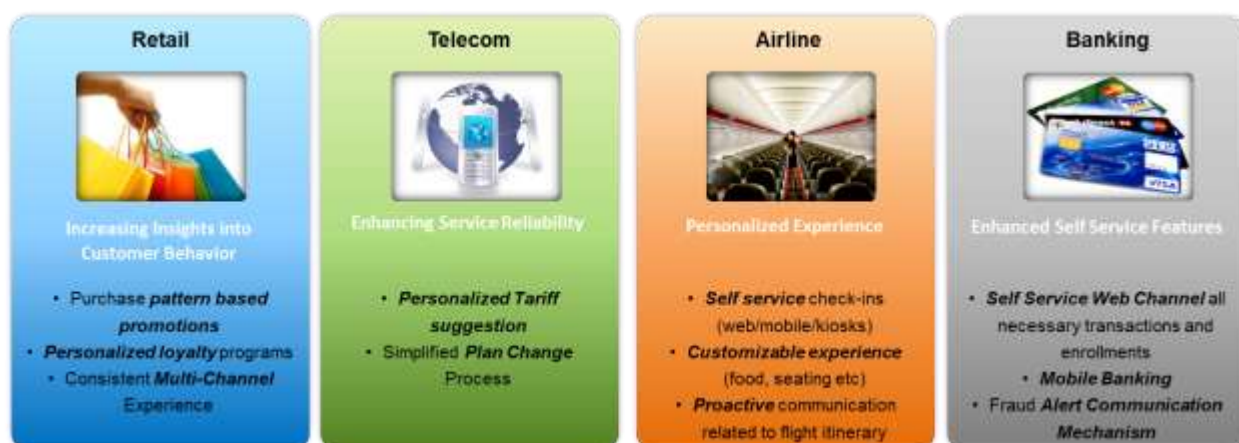 Retail
Increasing Insights into
Customer Behavior
• Purchase pattern based
promotions
• Personalized loyalty programs
• Consistent Multi-Channel
Experience
Telecom
Enhancing Service Reliability
• Personalized Tariff
suggestion
• Simplified Plan Change
Process
Airline
Personalized Experience
• Self service check-ins
(web/mobile/kiosks)
• Customizable experience
(food, seating etc)
• Proactive communication
related to flight itinerary
Banking
VISA
Enhanced Self Service Features
• Self Service Web Channel all
necessary transactions and
enrollments
• Mobile Banking
• Fraud Alert Communication
Mechanism